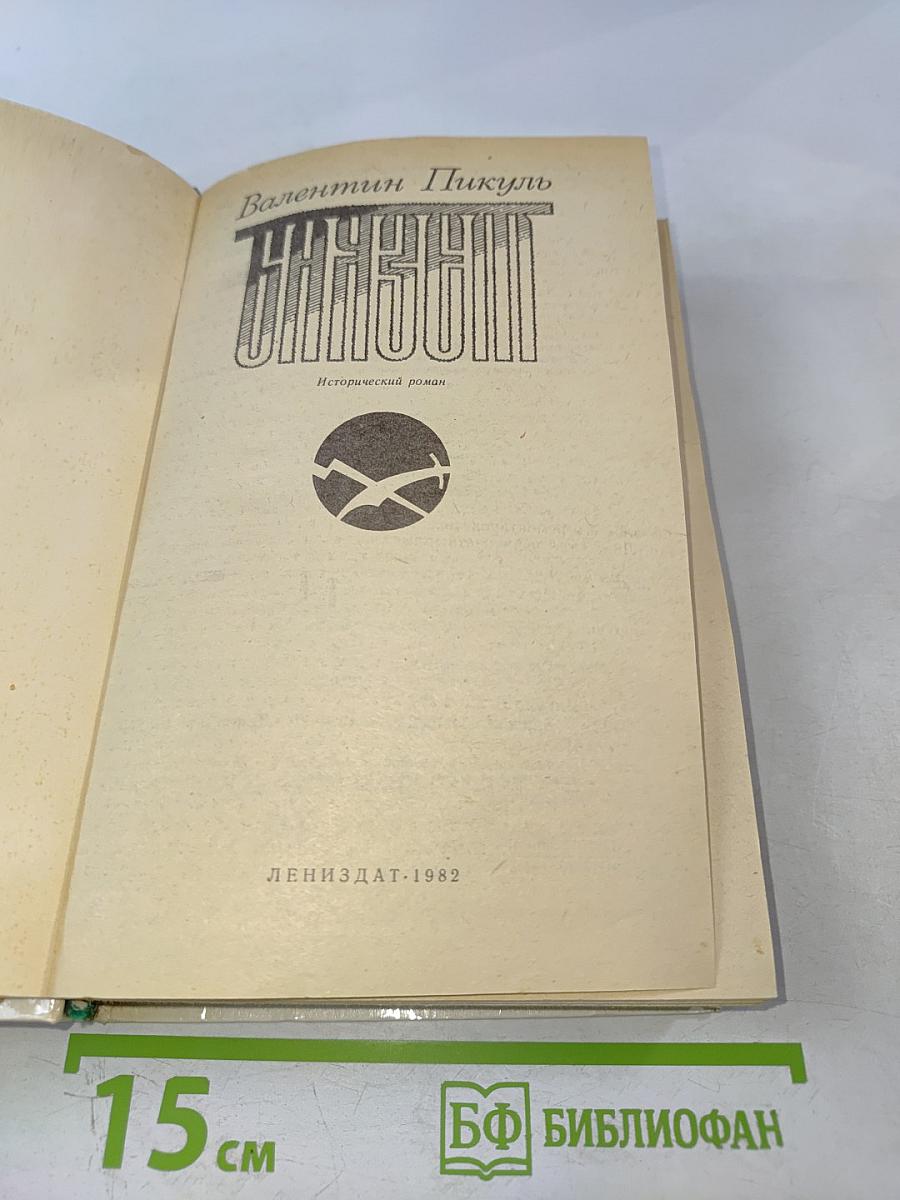 Валентин Пикуль
БАЯЗЕТ
Исторический роман
ЛЕНИЗДАТ·1982
15 см
БФ БИБЛИОФАН